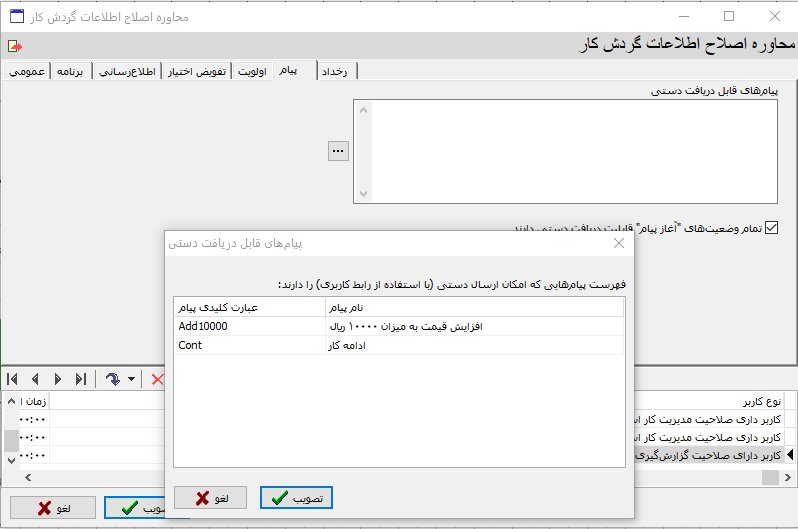 محاوره اصلاح اطلاعات گردش کار
محاوره اصلاح اطلاعات گردش کار
رخداد
پیام
اولویت
تفویض اختیار
اطلاع‌رسانی
برنامه
عمومی
پیام‌های قابل دریافت دستی
...
تمام وضعیت‌های "آغاز پیام" قابلیت دریافت دستی دارند
پیام‌های قابل دریافت دستی
فهرست پیام‌هایی که امکان ارسال دستی (با استفاده از رابط کاربری) را دارند:
نام پیام عبارت کلیدی پیام
افزایش قیمت به میزان ۱۰۰۰۰ ریال Add10000
ادامه کار Cont
تصویب
لغو
نوع کاربر زمان
کاربر داری صلاحیت مدیریت کار ۰۰:۰۰
کاربر داری صلاحیت مدیریت کار ۰۰:۰۰
کاربر دارای صلاحیت گزارش‌گیری ۰۰:۰۰
لغو